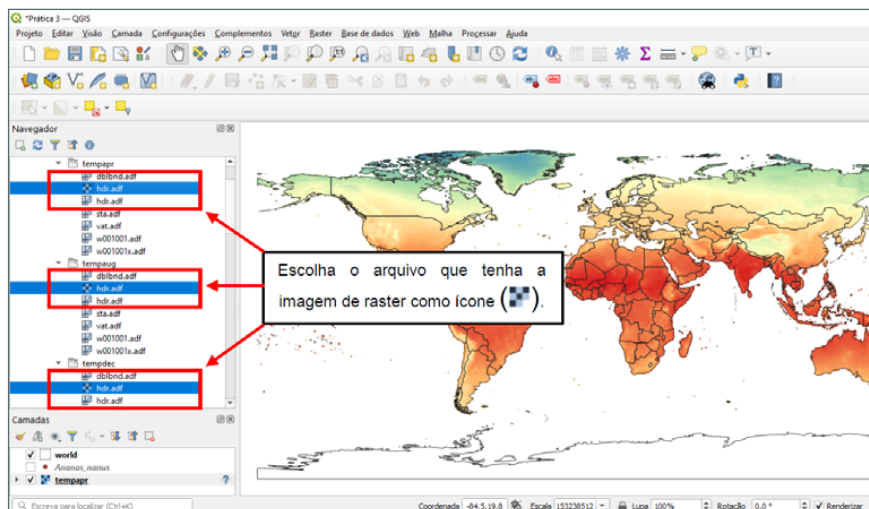 *Prática 3 — QGIS
Projeto Editar Visão Camada Configurações Complementos Vetor Raster Base de dados Web Malha Processar Ajuda
Navegador
tempapr
dblbnd.adf
hdr.adf
hdr.adf
sta.adf
vat.adf
w001001.adf
w001001x.adf
tempaug
dblbnd.adf
hdr.adf
hdr.adf
sta.adf
vat.adf
w001001.adf
w001001x.adf
tempdec
dblbnd.adf
hdr.adf
hdr.adf
Escolha o arquivo que tenha a
imagem de raster como ícone ( ).
Camadas
world
Ananas_nanus
tempapr
Escreva para localizar (Ctrl+K)
Coordenada -84.5,19.8 Escala 153238512 Lupa 100% Rotação 0,0 ° Renderizar